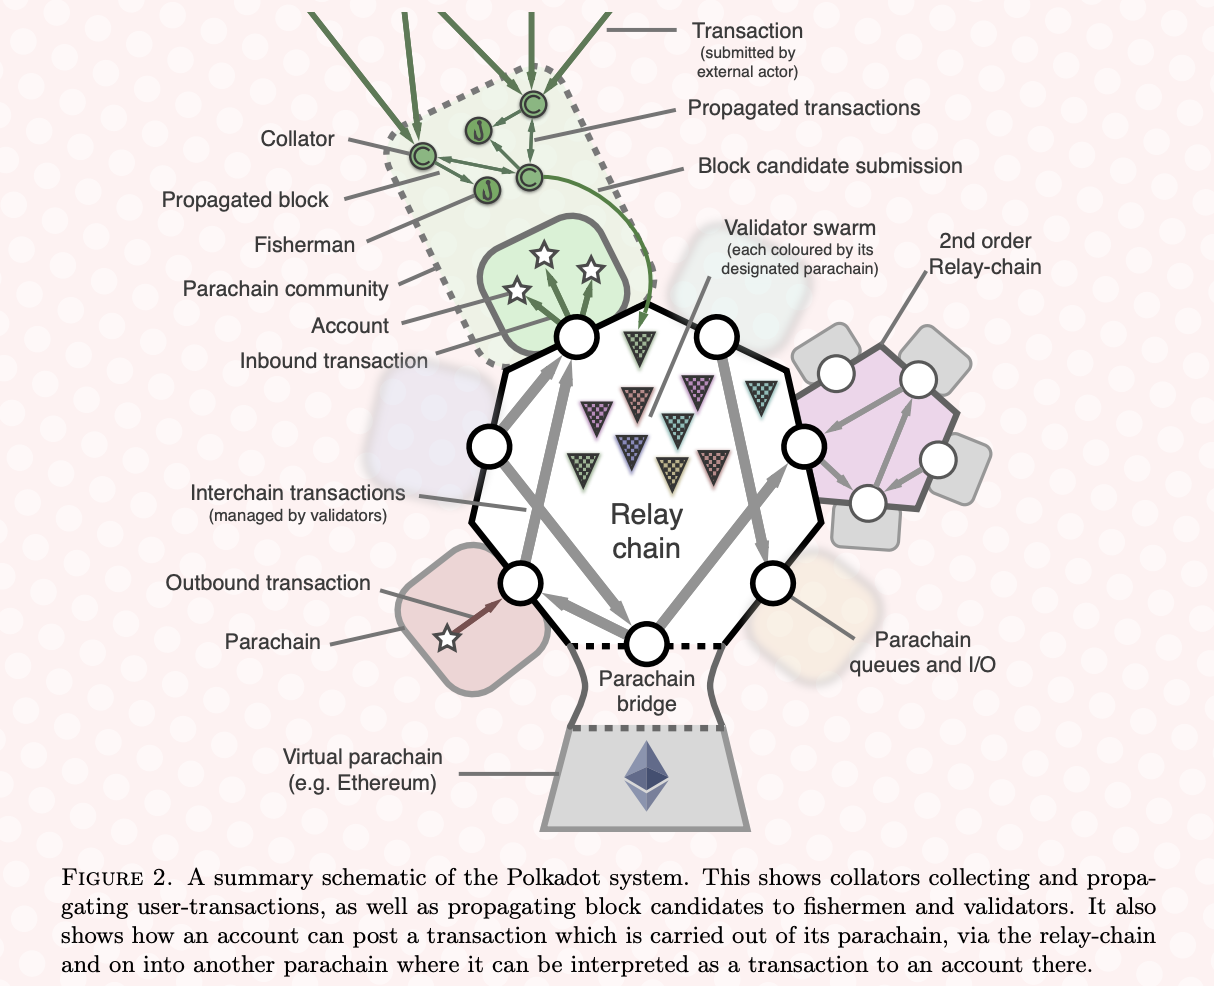 Transaction
(submitted by
external actor)
Propagated transactions
Collator
Block candidate submission
Propagated block
Fisherman
Validator swarm
(each coloured by its
designated parachain)
2nd order
Relay-chain
Parachain community
Account
Inbound transaction
C
C
C
Interchain transactions
(managed by validators)
Relay
chain
Outbound transaction
Parachain
Parachain
queues and I/O
Parachain
bridge
Virtual parachain
(e.g. Ethereum)
FIGURE 2. A summary schematic of the Polkadot system. This shows collators collecting and propa-
gating user-transactions, as well as propagating block candidates to fishermen and validators. It also
shows how an account can post a transaction which is carried out of its parachain, via the relay-chain
and on into another parachain where it can be interpreted as a transaction to an account there.